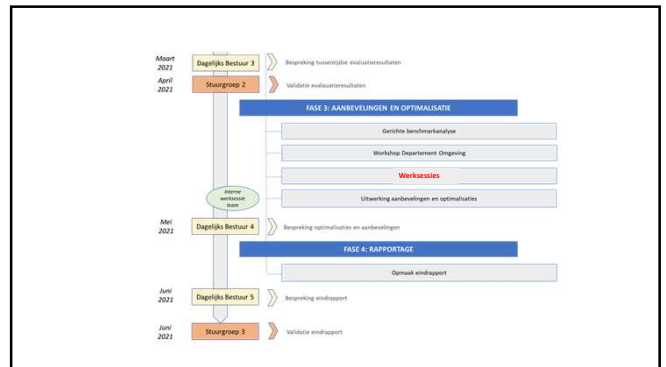 Maart
2021
Dagelijks Bestuur 3
Bespreking tussentijdse evaluatieresultaten
April
2021
Stuurgroep 2
Validatie evaluatieresultaten
FASE 3: AANBEVELINGEN EN OPTIMALISATIE
Gerichte benchmarkanalyse
Workshop Departement Omgeving
Werksessies
Interne
werksessie
team
Uitwerking aanbevelingen en optimalisaties
Mei
2021
Dagelijks Bestuur 4
Bespreking optimalisaties en aanbevelingen
FASE 4: RAPPORTAGE
Opmaak eindrapport
Juni
2021
Dagelijks Bestuur 5
Bespreking eindrapport
Juni
2021
Stuurgroep 3
Validatie eindrapport